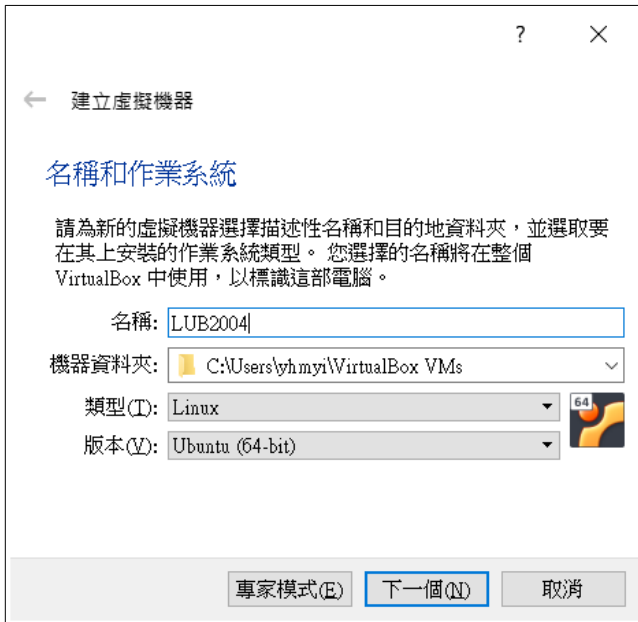 ?
建立虛擬機器
名稱和作業系統
請為新的虛擬機器選擇描述性名稱和目的地資料夾，並選取要
在其上安裝的作業系統類型。 您選擇的名稱將在整個
VirtualBox 中使用，以標識這部電腦。
名稱: LUB2004
機器資料夾: C:\Users\yhmyi\VirtualBox VMs
類型(T): Linux
64
版本(V): Ubuntu (64-bit)
專家模式(E) 下一個(N) 取消